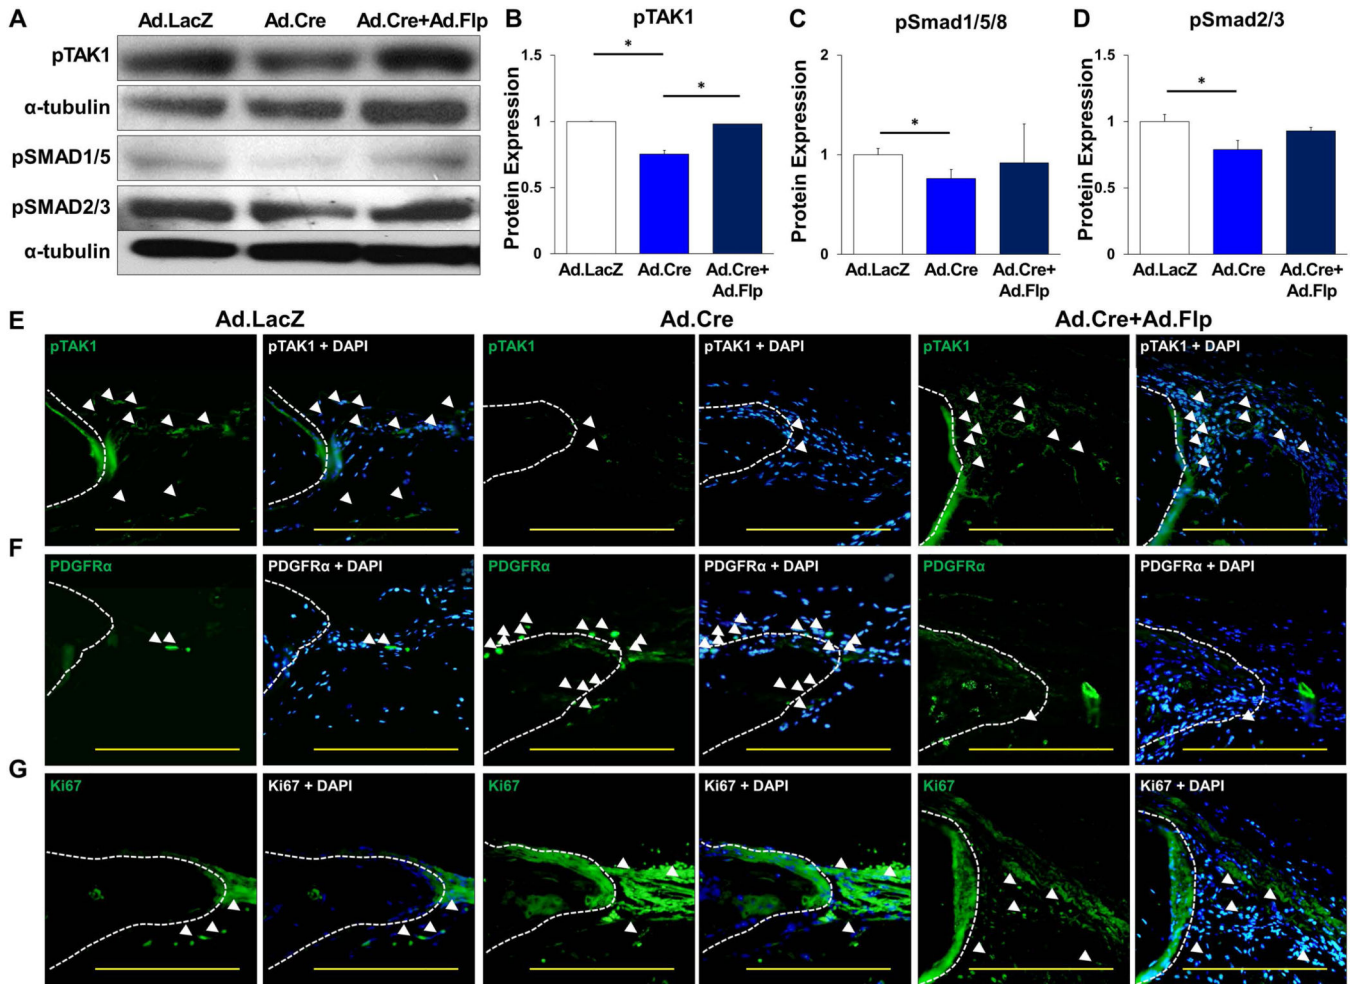 A
Ad.LacZ Ad.Cre Ad.Cre+Ad.Flp
pTAK1
α-tubulin
pSMAD1/5
pSMAD2/3
α-tubulin
B
pTAK1
Protein Expression
1.5
*
*
1
0.5
0
Ad.LacZ Ad.Cre Ad.Cre+
Ad.Flp
C
pSmad1/5/8
Protein Expression
2
*
1
0
Ad.LacZ Ad.Cre Ad.Cre+
Ad.Flp
D
pSmad2/3
Protein Expression
1.5
*
1
0.5
0
Ad.LacZ Ad.Cre Ad.Cre+
Ad.Flp
E
Ad.LacZ Ad.Cre Ad.Cre+Ad.Flp
pTAK1 pTAK1 + DAPI pTAK1 pTAK1 + DAPI pTAK1 pTAK1 + DAPI
F
PDGFRα PDGFRα + DAPI PDGFRα PDGFRα + DAPI PDGFRα PDGFRα + DAPI
G
Ki67 Ki67 + DAPI Ki67 Ki67 + DAPI Ki67 Ki67 + DAPI